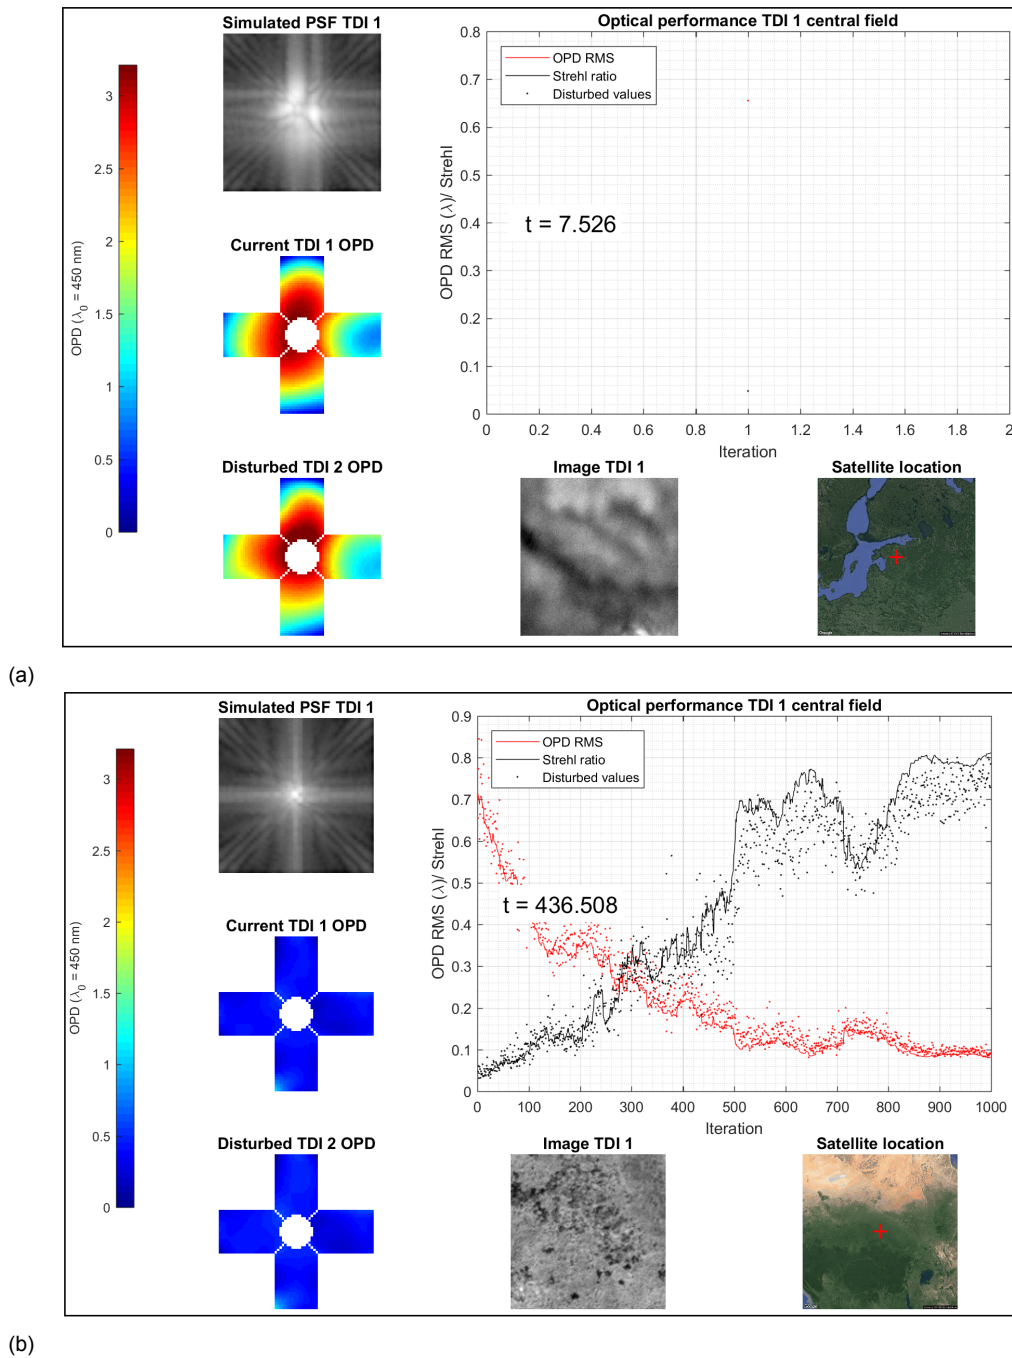 Simulated PSF TDI 1
Optical performance TDI 1 central field
OPD RMS
Strehl ratio
Disturbed values
0.8
0.7
0.6
0.5
0.4
0.3
0.2
0.1
0
OPD RMS (λ)/ Strehl
t = 7.526
0 0.2 0.4 0.6 0.8 1 1.2 1.4 1.6 1.8 2
Iteration
3
2.5
2
1.5
1
0.5
0
OPD (λ0 = 450 nm)
Current TDI 1 OPD
Disturbed TDI 2 OPD
Image TDI 1
Satellite location
Google
(a)
Simulated PSF TDI 1
Optical performance TDI 1 central field
OPD RMS
Strehl ratio
Disturbed values
0.9
0.8
0.7
0.6
0.5
0.4
0.3
0.2
0.1
0
OPD RMS (λ)/ Strehl
t = 436.508
0 100 200 300 400 500 600 700 800 900 1000
Iteration
3
2.5
2
1.5
1
0.5
0
OPD (λ0 = 450 nm)
Current TDI 1 OPD
Disturbed TDI 2 OPD
Image TDI 1
Satellite location
(b)